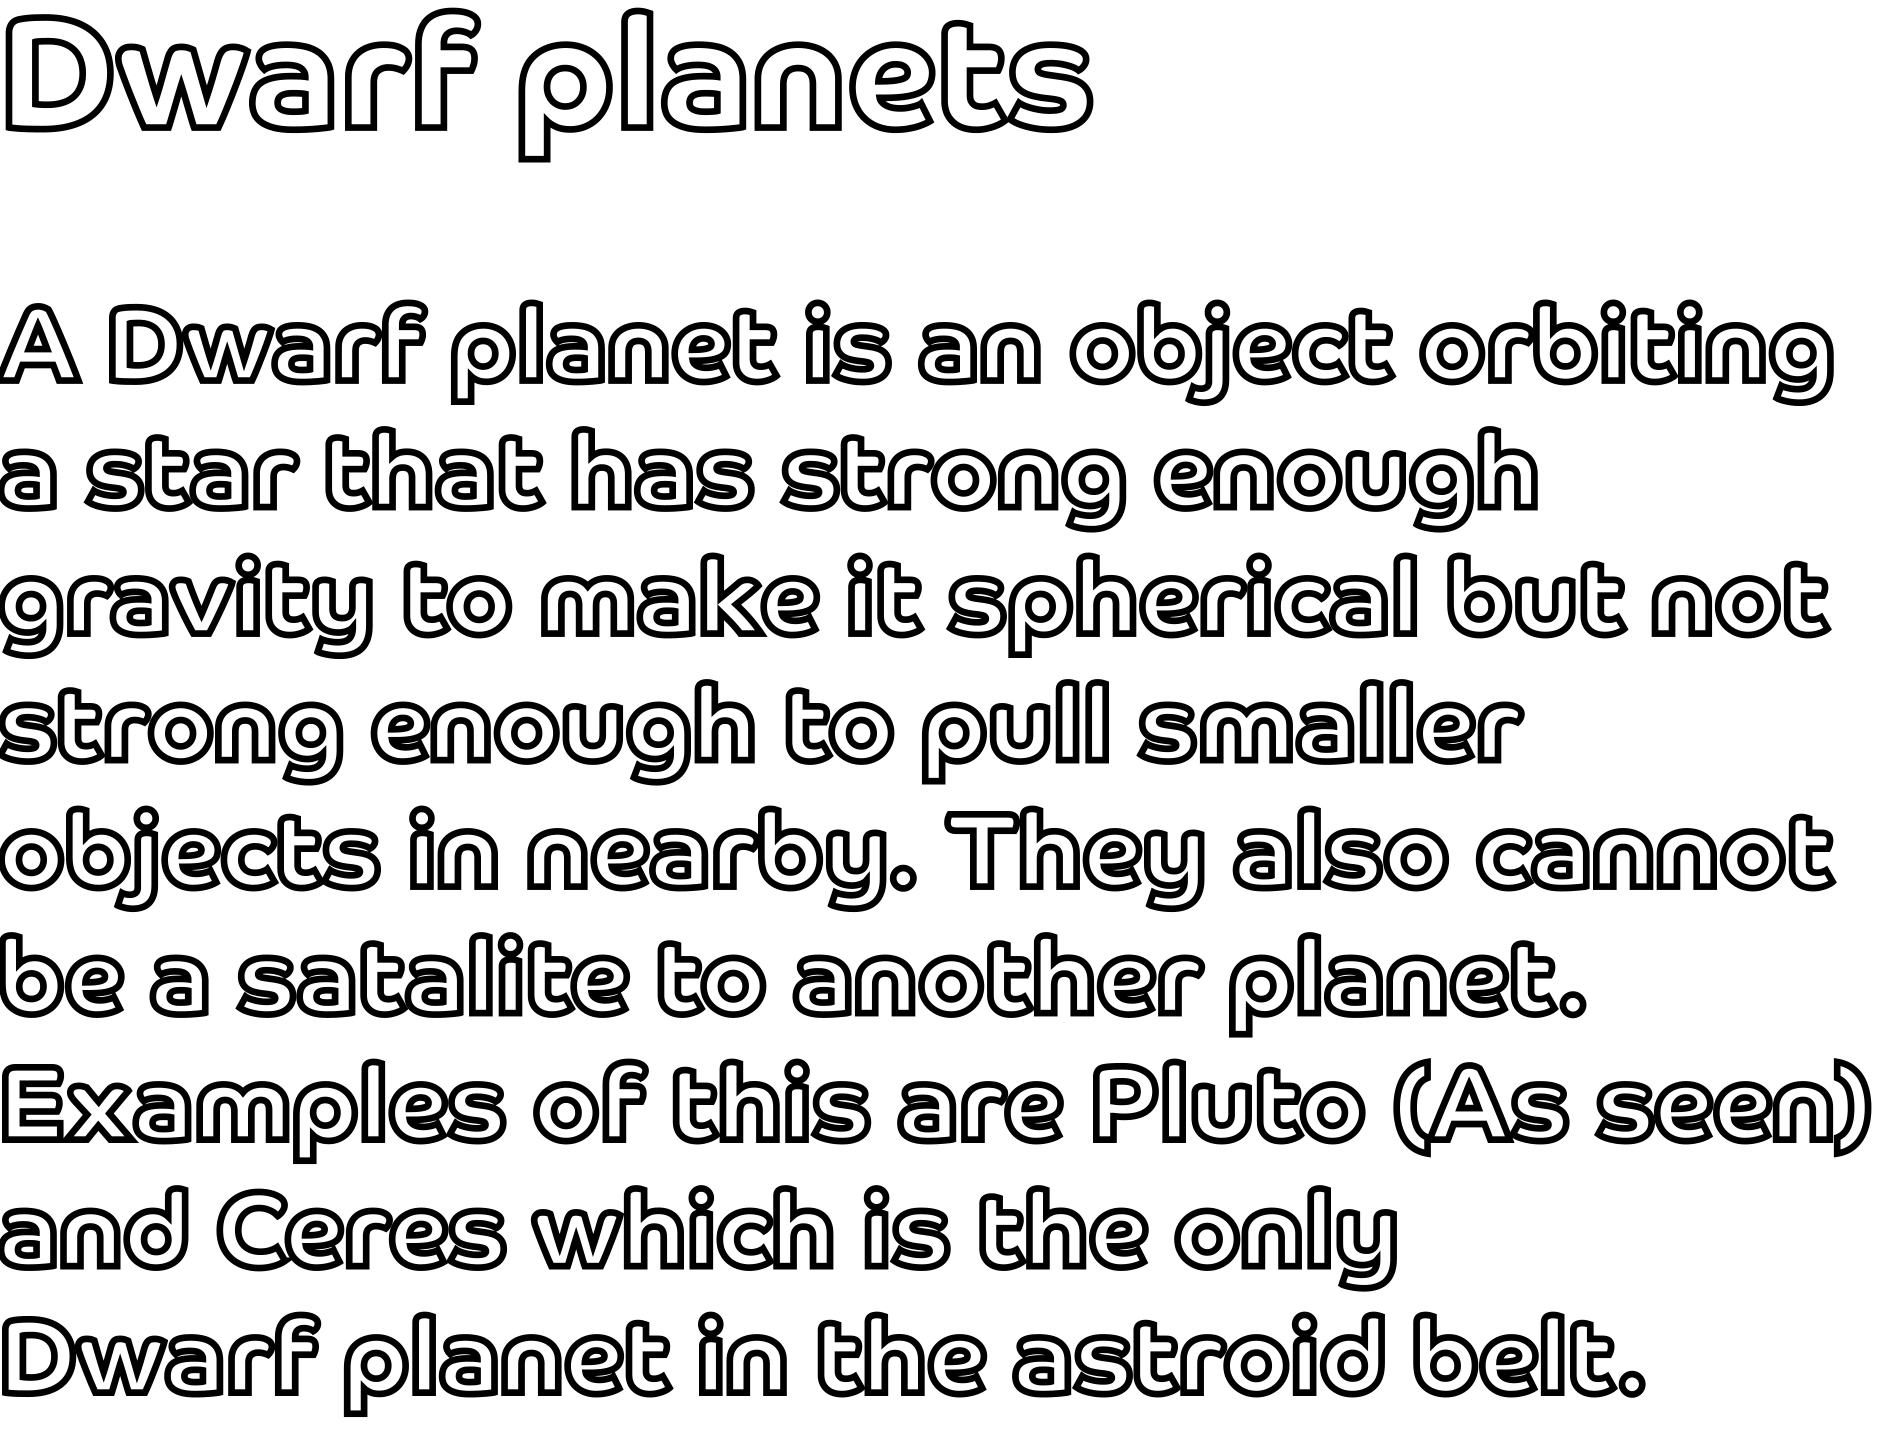 Dwarf planets
A Dwarf planet is an object orbiting
a star that has strong enough
gravity to make it spherical but not
strong enough to pull smaller
objects in nearby. They also cannot
be a satalite to another planet.
Examples of this are Pluto (As seen)
and Ceres which is the only
Dwarf planet in the astroid belt.